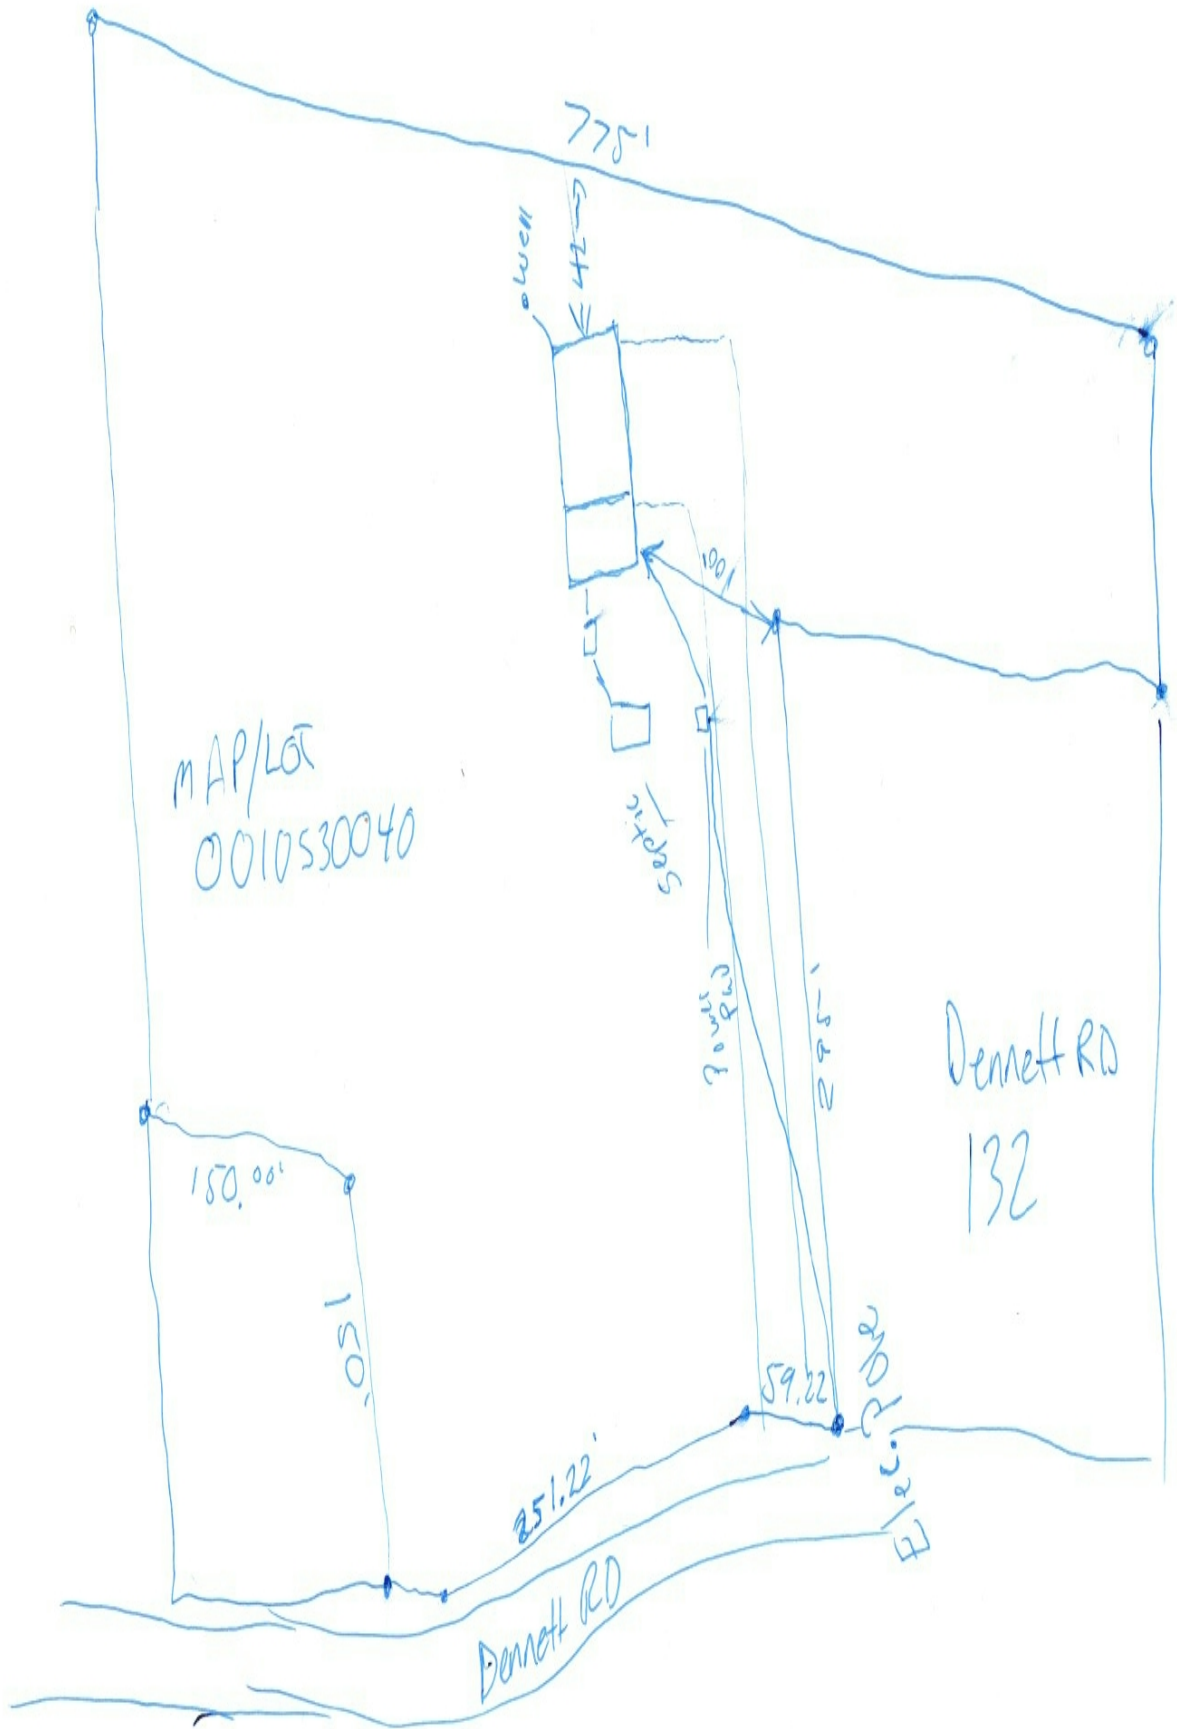 775'
well
42'
100'
MAP/LOT
0010530040
Septic
Power
295'
Dennett RD
132
150.00'
150'
59.22
251.22'
Elec. POLE
Dennett RD